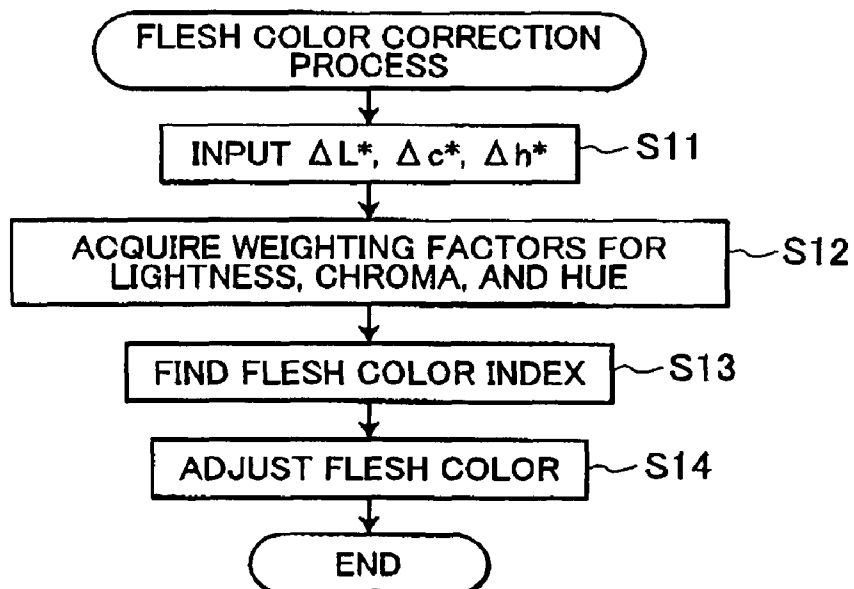 FLESH COLOR CORRECTION
PROCESS
INPUT ΔL*, Δc*, Δh*
S11
ACQUIRE WEIGHTING FACTORS FOR
LIGHTNESS, CHROMA, AND HUE
S12
FIND FLESH COLOR INDEX
S13
ADJUST FLESH COLOR
S14
END